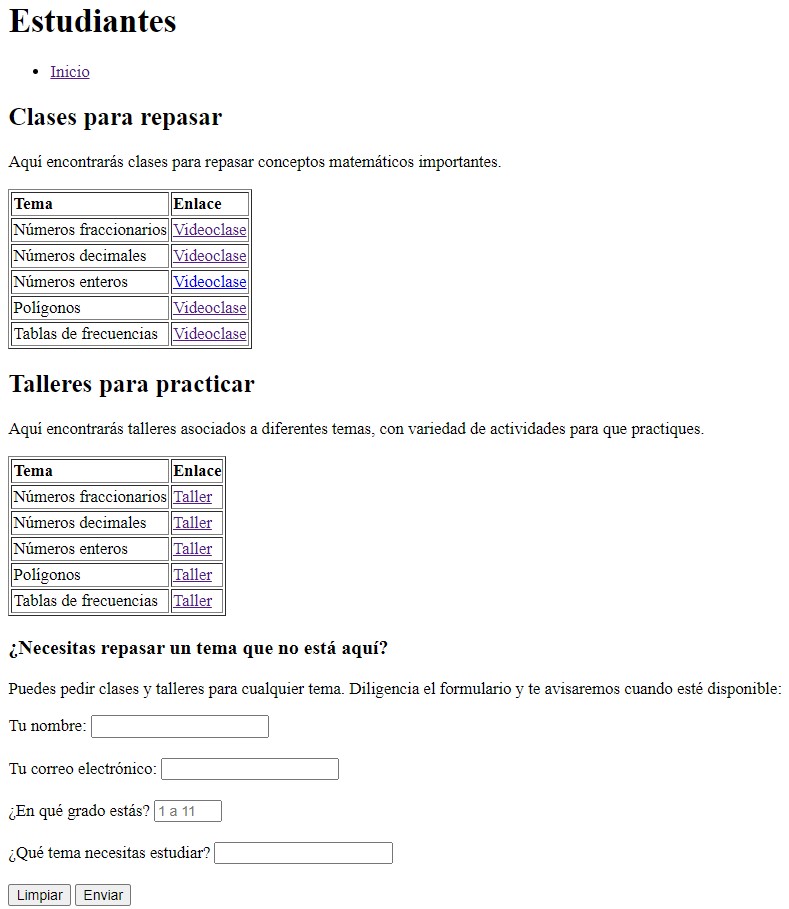 Estudiantes
Inicio
Clases para repasar
Aquí encontrarás clases para repasar conceptos matemáticos importantes.
Tema Enlace
Números fraccionarios Videoclase
Números decimales Videoclase
Números enteros Videoclase
Polígonos Videoclase
Tablas de frecuencias Videoclase
Talleres para practicar
Aquí encontrarás talleres asociados a diferentes temas, con variedad de actividades para que practiques.
Tema Enlace
Números fraccionarios Taller
Números decimales Taller
Números enteros Taller
Polígonos Taller
Tablas de frecuencias Taller
¿Necesitas repasar un tema que no está aquí?
Puedes pedir clases y talleres para cualquier tema. Diligencia el formulario y te avisaremos cuando esté disponible:
Tu nombre:
Tu correo electrónico:
¿En qué grado estás? 1 a 11
¿Qué tema necesitas estudiar?
Limpiar Enviar